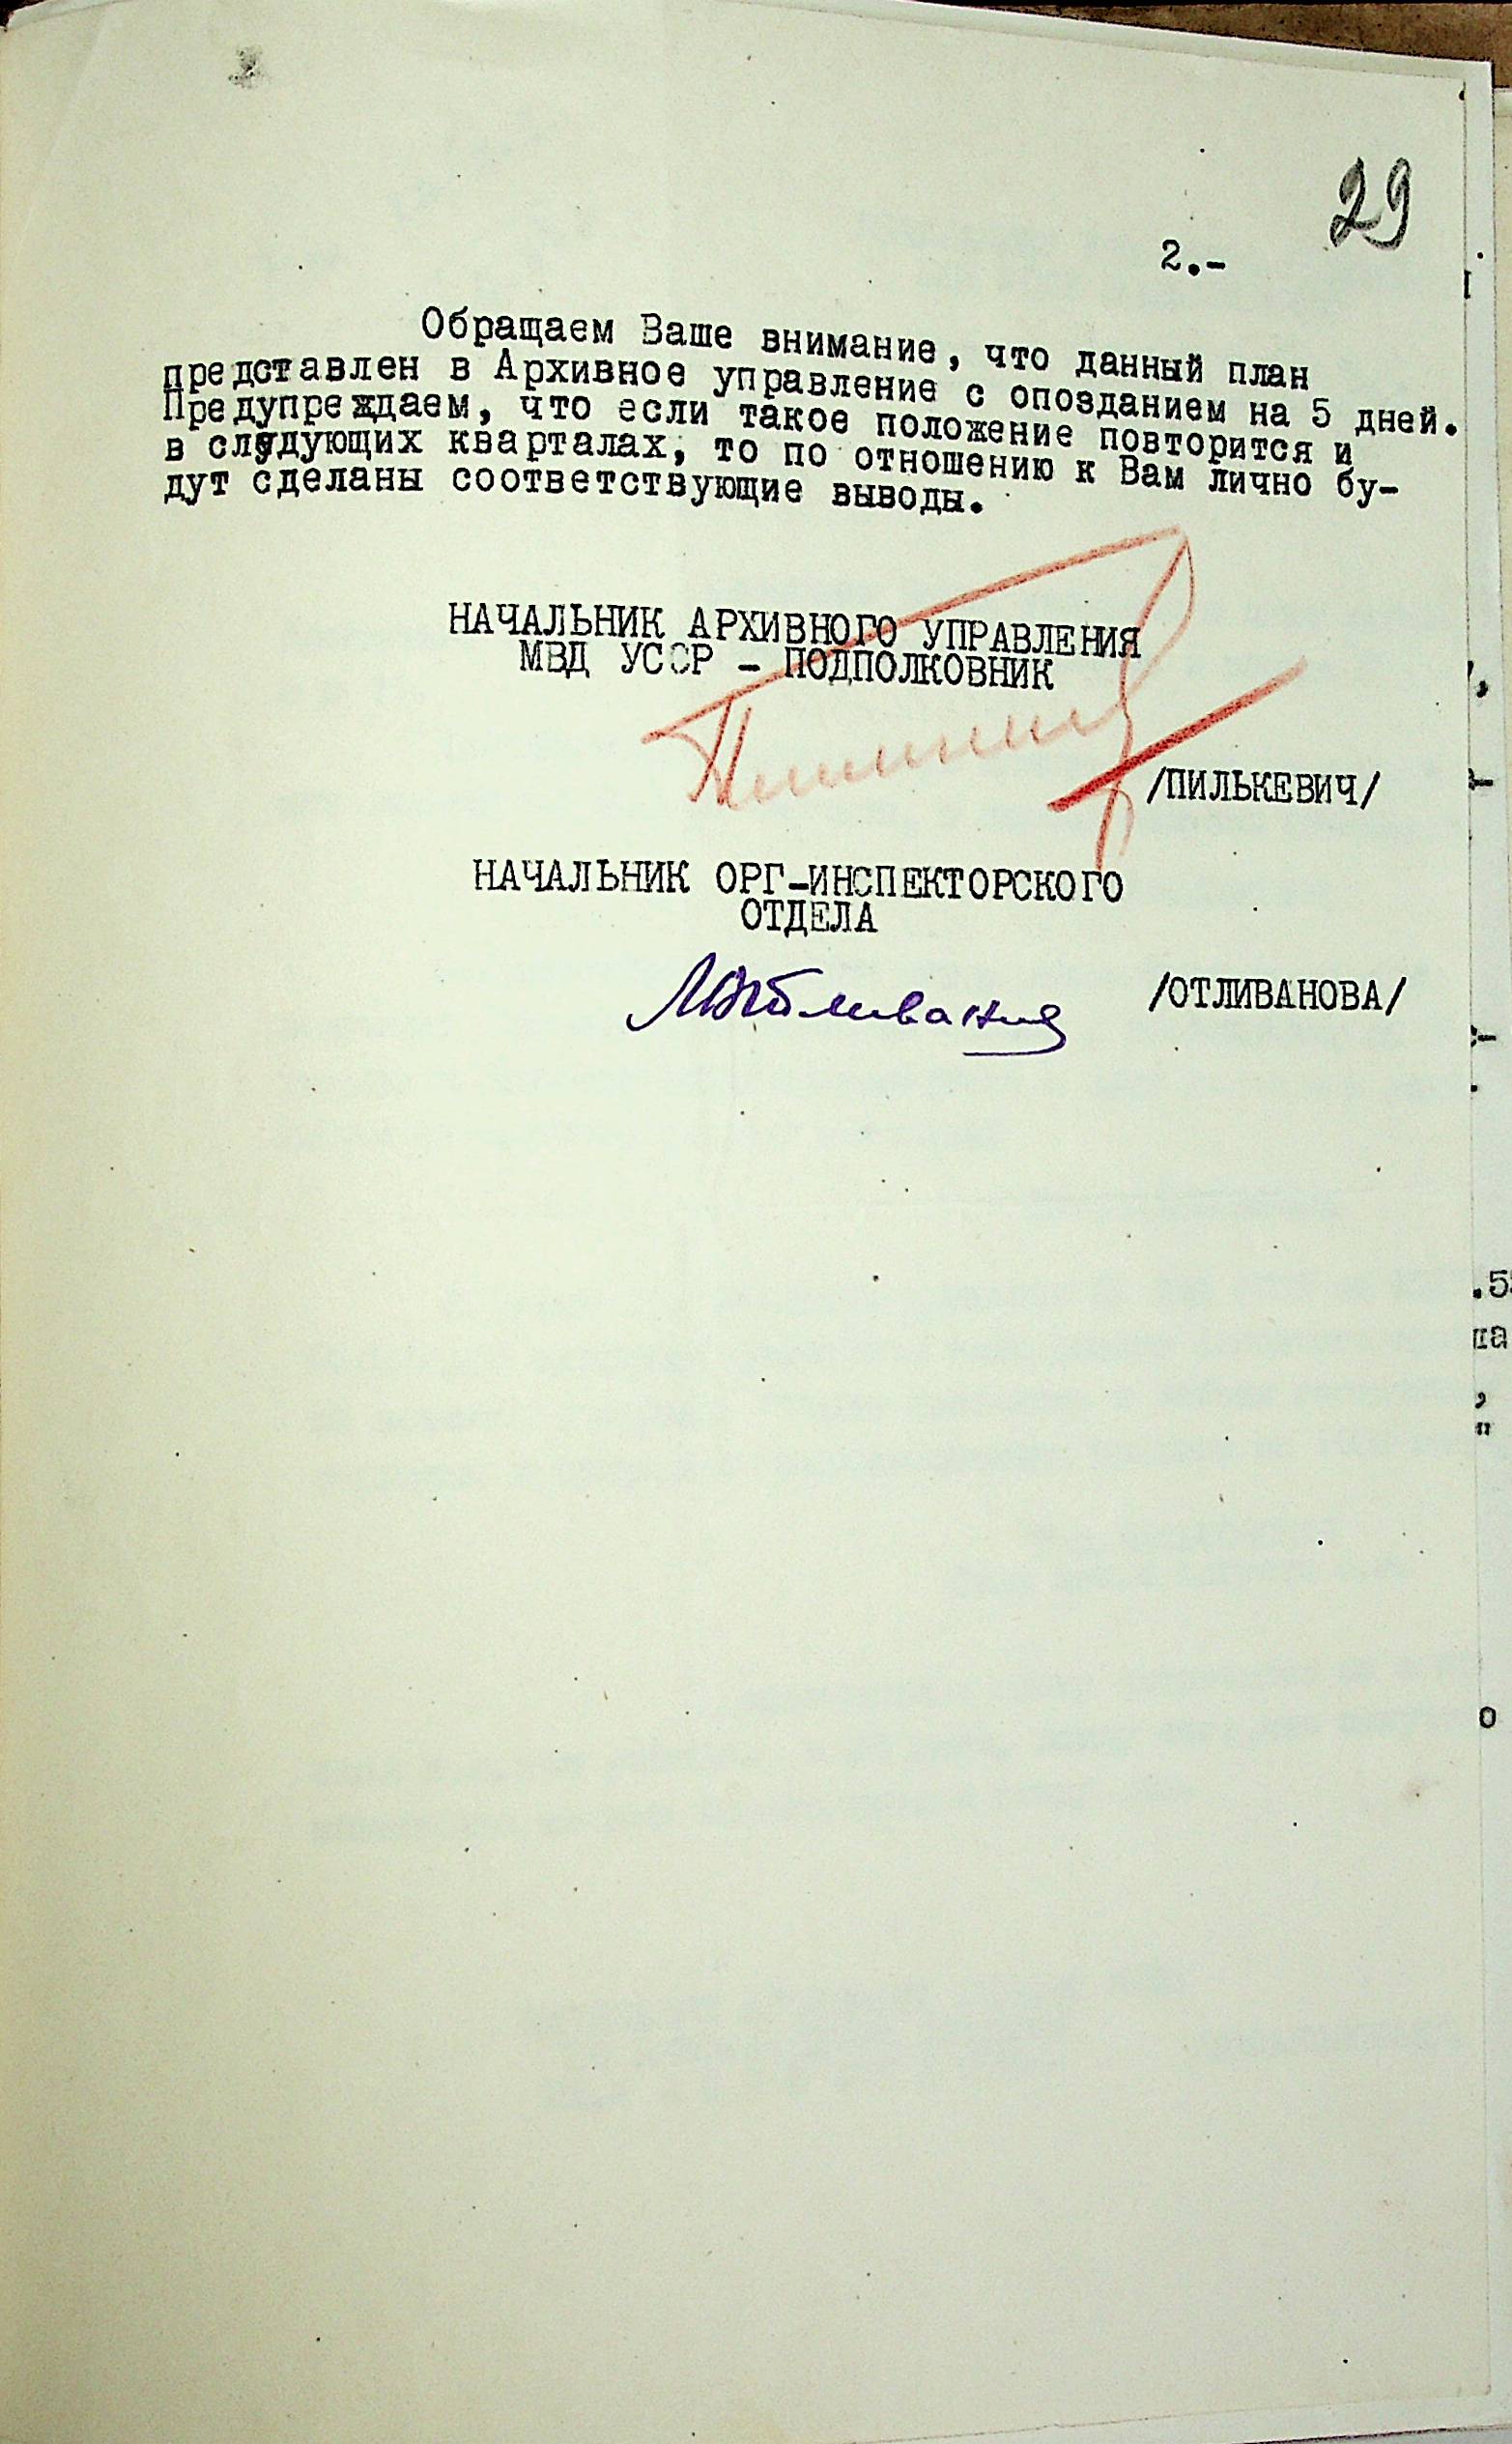 29
2.-
Обращаем Ваше внимание, что данный план
представлен в Архивное управление с опозданием на 5 дней.
Предупреждаем, что если такое положение повторится и
в следующих кварталах, то по отношению к Вам лично бу-
дут сделаны соответствующие выводы.
НАЧАЛЬНИК АРХИВНОГО УПРАВЛЕНИЯ
МВД УССР - ПОДПОЛКОВНИК
/ПИЛЬКЕВИЧ/
НАЧАЛЬНИК ОРГ-ИНСПЕКТОРСКОГО
ОТДЕЛА
/ОТЛИВАНОВА/